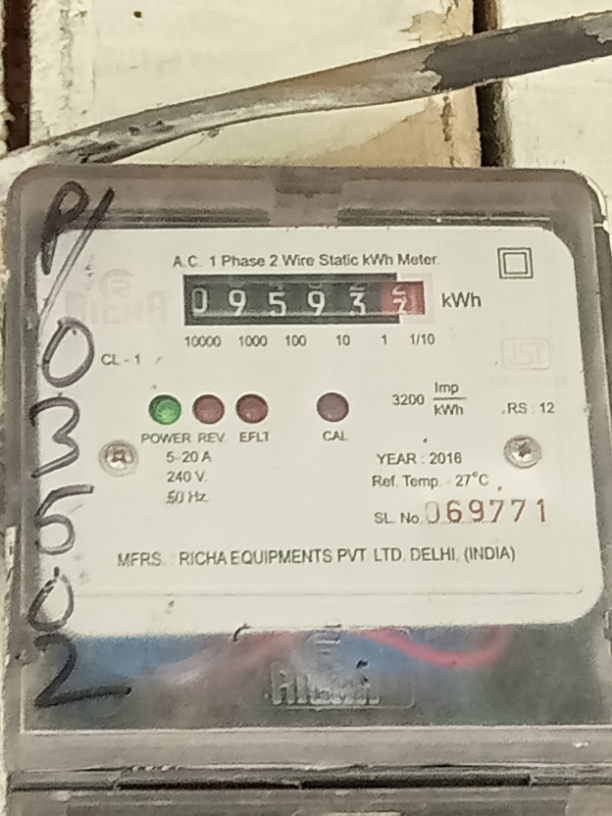 P/
0
3
5
0
2
A.C. 1 Phase 2 Wire Static kWh Meter
0 9 5 9 3
kWh
10000 1000 100 10 1 1/10
CL - 1
3200 Imp/kWh
RS : 12
POWER REV. EFLT CAL
5-20 A
240 V.
50 Hz.
YEAR : 2016
Ref. Temp. - 27°C
SL. No. 069771
MFRS. : RICHA EQUIPMENTS PVT. LTD. DELHI, (INDIA)